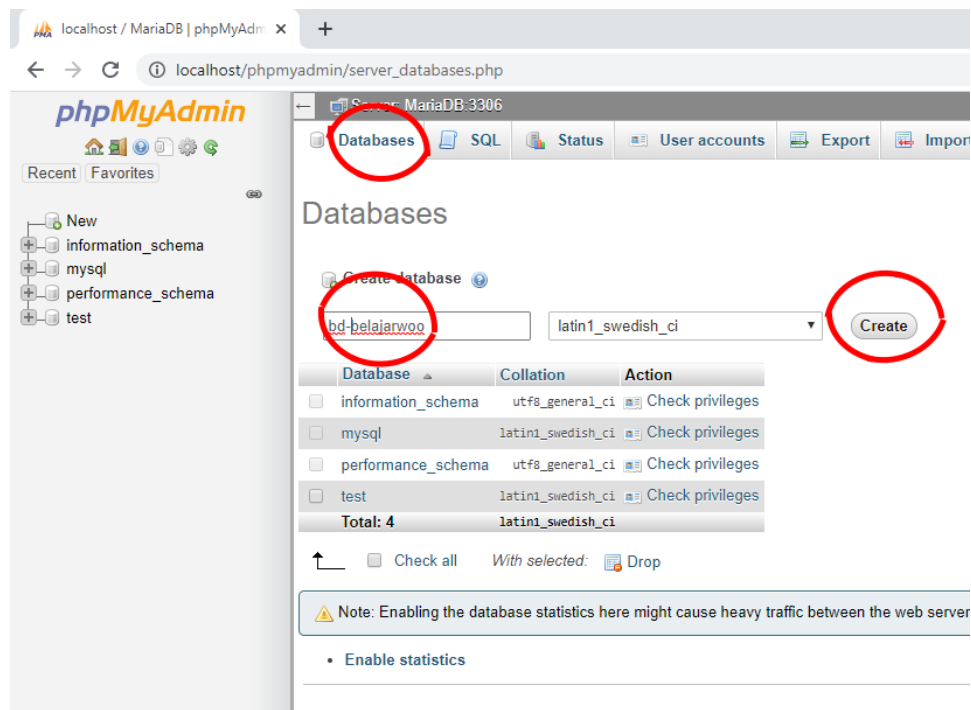 localhost / MariaDB | phpMyAdm
localhost/phpmyadmin/server_databases.php
phpMyAdmin
Recent Favorites
New
information_schema
mysql
performance_schema
test
Server: MariaDB:3306
Databases SQL Status User accounts Export Import
Databases
Create database
bd-belajarwoo latin1_swedish_ci Create
Database Collation Action
information_schema utf8_general_ci Check privileges
mysql latin1_swedish_ci Check privileges
performance_schema utf8_general_ci Check privileges
test latin1_swedish_ci Check privileges
Total: 4 latin1_swedish_ci
Check all With selected: Drop
Note: Enabling the database statistics here might cause heavy traffic between the web server
• Enable statistics